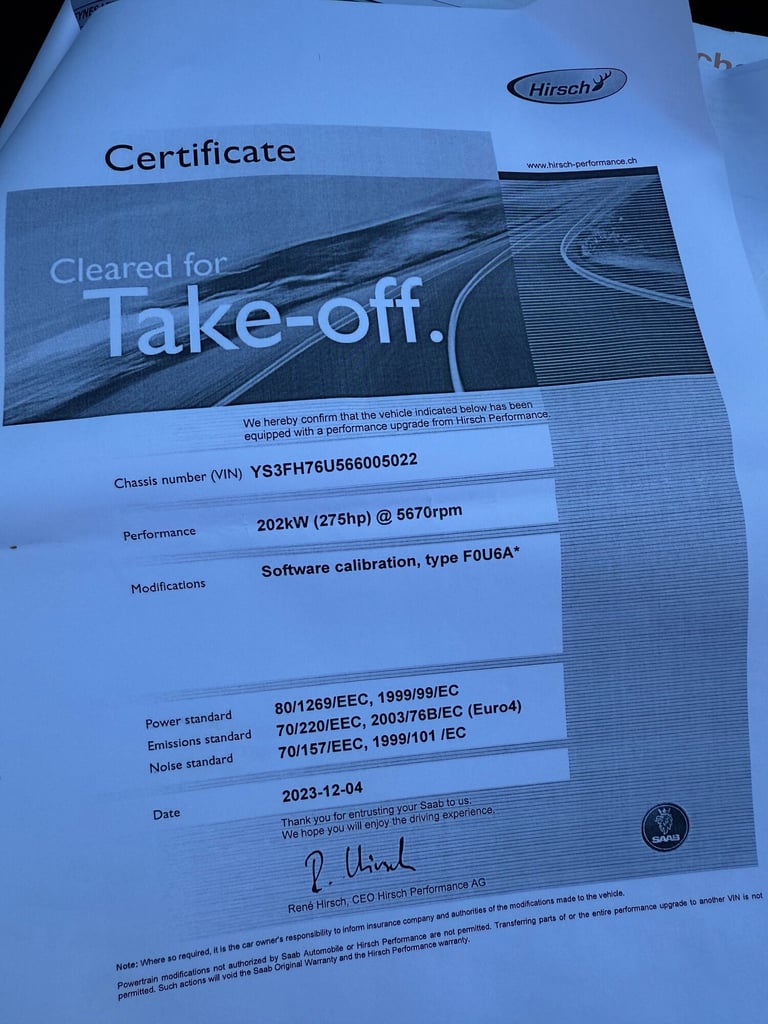 Hirsch
Certificate
www.hirsch-performance.ch
Cleared for
Take-off.
We hereby confirm that the vehicle indicated below has been
equipped with a performance upgrade from Hirsch Performance.
Chassis number (VIN) YS3FH76U566005022
Performance 202kW (275hp) @ 5670rpm
Modifications Software calibration, type F0U6A*
Power standard 80/1269/EEC, 1999/99/EC
Emissions standard 70/220/EEC, 2003/76B/EC (Euro4)
Noise standard 70/157/EEC, 1999/101 /EC
Date 2023-12-04
Thank you for entrusting your Saab to us.
We hope you will enjoy the driving experience.
R. Hirsch
René Hirsch, CEO Hirsch Performance AG
SAAB
Note: Where so required, it is the car owner's responsibility to inform insurance company and authorities of the modifications made to the vehicle.
Powertrain modifications not authorized by Saab Automobile or Hirsch Performance are not permitted. Transferring parts of or the entire performance upgrade to another VIN is not
permitted. Such actions will void the Saab Original Warranty and the Hirsch Performance warranty.